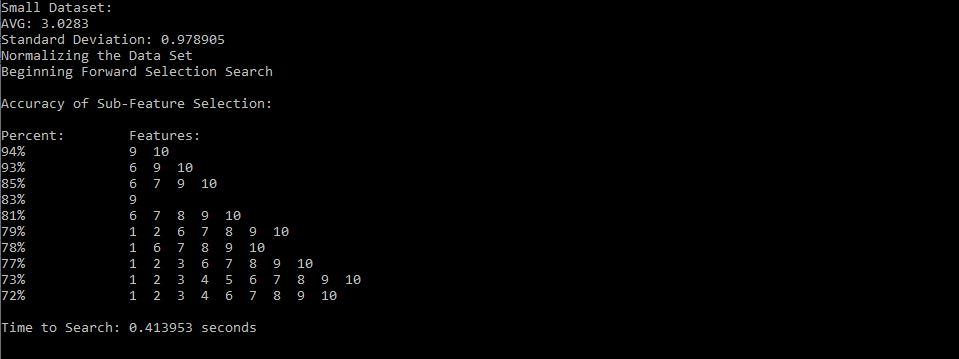 Small Dataset:
AVG: 3.0283
Standard Deviation: 0.978905
Normalizing the Data Set
Beginning Forward Selection Search
Accuracy of Sub-Feature Selection:
Percent: Features:
94% 9 10
93% 6 9 10
85% 6 7 9 10
83% 9
81% 6 7 8 9 10
79% 1 2 6 7 8 9 10
78% 1 6 7 8 9 10
77% 1 2 3 6 7 8 9 10
73% 1 2 3 4 5 6 7 8 9 10
72% 1 2 3 4 6 7 8 9 10
Time to Search: 0.413953 seconds